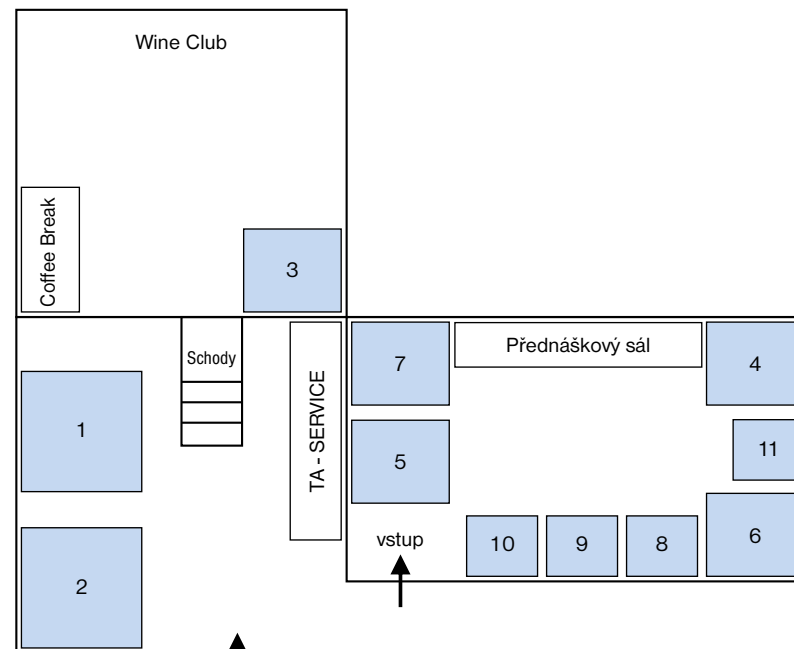 Wine Club
Coffee Break
3
Schody
TA - SERVICE
7
Přednáškový sál
4
1
5
11
2
vstup
10
9
8
6